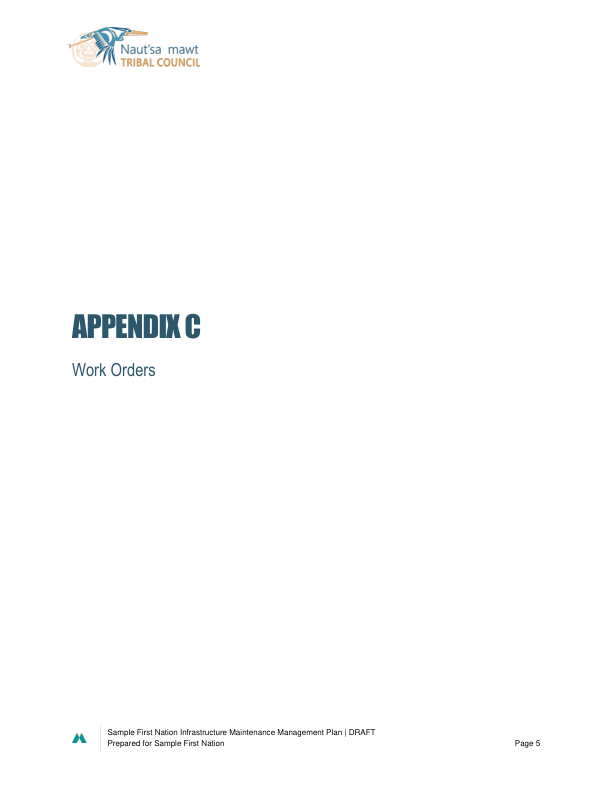 Naut'sa mawt
TRIBAL COUNCIL
APPENDIX C
Work Orders
Sample First Nation Infrastructure Maintenance Management Plan | DRAFT
Prepared for Sample First Nation
Page 5